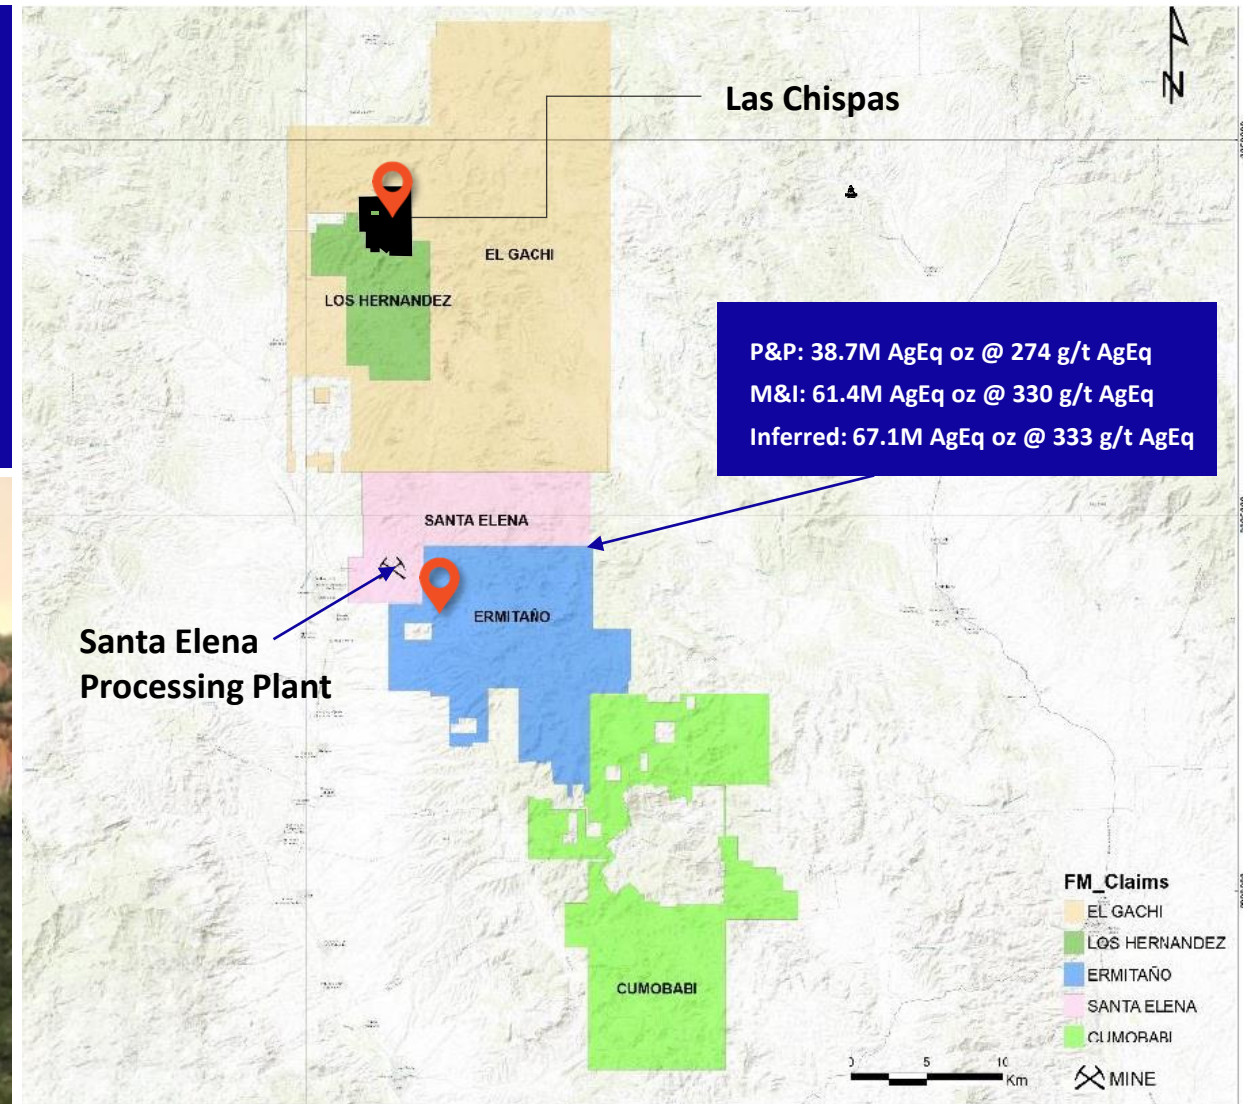 Las Chispas
N
EL GACHI
LOS HERNANDEZ
P&P: 38.7M AgEq oz @ 274 g/t AgEq
M&I: 61.4M AgEq oz @ 330 g/t AgEq
Inferred: 67.1M AgEq oz @ 333 g/t AgEq
SANTA ELENA
ERMITAÑO
Santa Elena
Processing Plant
CUMOBABI
FM_Claims
EL GACHI
LOS HERNANDEZ
ERMITAÑO
SANTA ELENA
CUMOBABI
0 5 10
Km
MINE